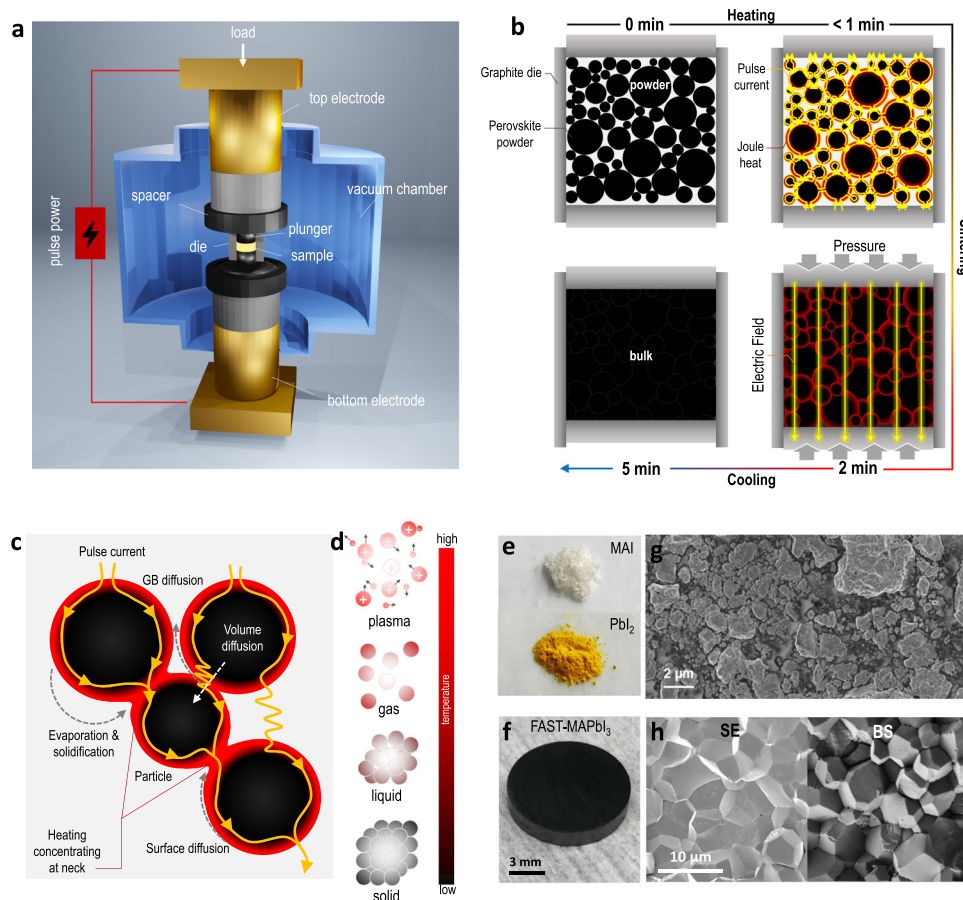 a
load
top electrode
vacuum chamber
spacer
plunger
die
sample
pulse power
bottom electrode
b
0 min
Heating
< 1 min
Graphite die
powder
Perovskite
powder
Pulse
current
Joule
heat
Sintering
Pressure
bulk
Electric Field
5 min
Cooling
2 min
c
Pulse current
GB diffusion
Volume
diffusion
Evaporation &
solidification
Particle
Heating
concentrating
at neck
Surface diffusion
d
high
plasma
gas
temperature
liquid
solid
low
e
MAI
PbI2
f
FAST-MAPbI3
3 mm
g
2 µm
h
SE
BS
10 µm